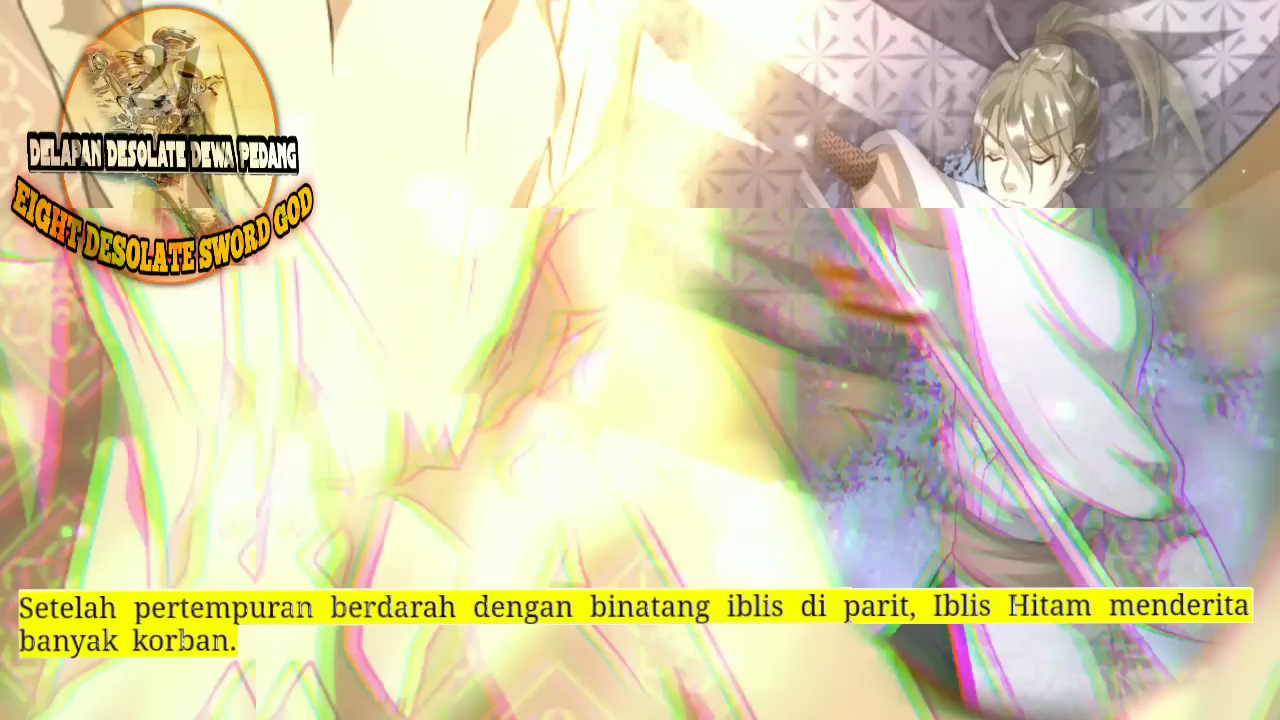 DELAPAN DESOLATE DEWA PEDANG
EIGHT DESOLATE SWORD GOD
Setelah pertempuran berdarah dengan binatang iblis di parit, Iblis Hitam menderita
banyak korban.